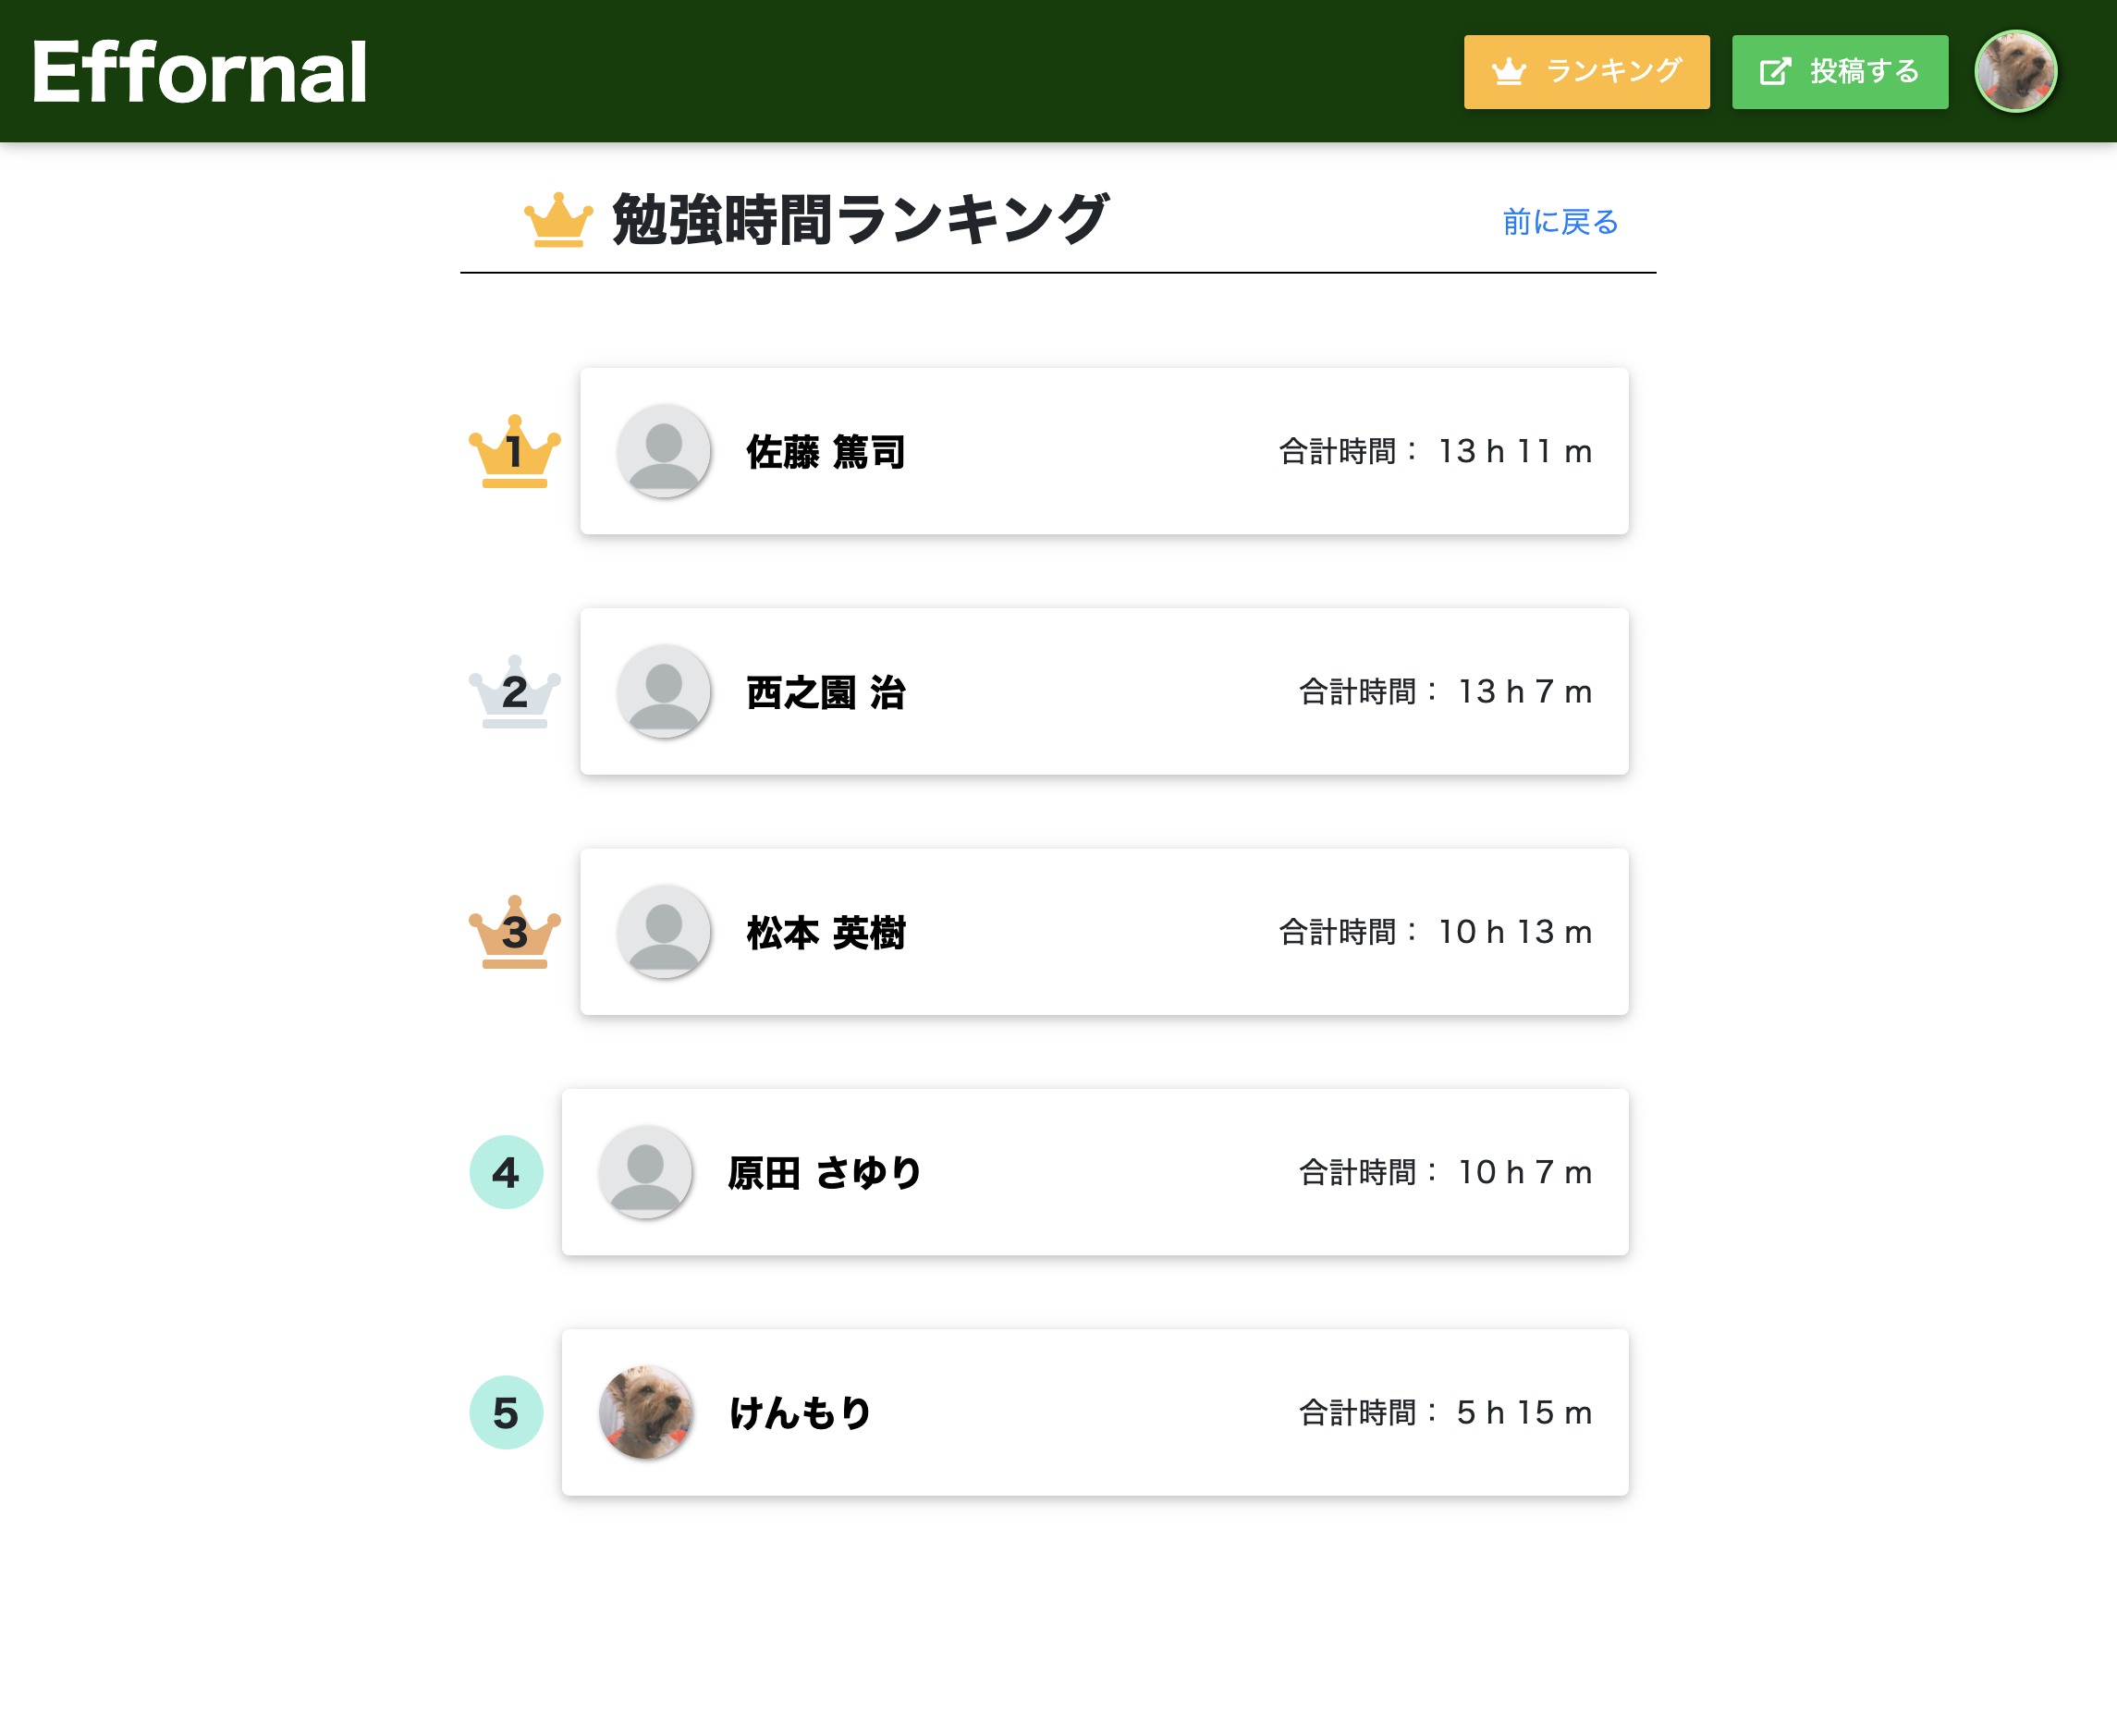 Effornal
ランキング
投稿する
勉強時間ランキング
前に戻る
1
佐藤 篤司
合計時間： 13 h 11 m
2
西之園 治
合計時間： 13 h 7 m
3
松本 英樹
合計時間： 10 h 13 m
4
原田 さゆり
合計時間： 10 h 7 m
5
けんもり
合計時間： 5 h 15 m